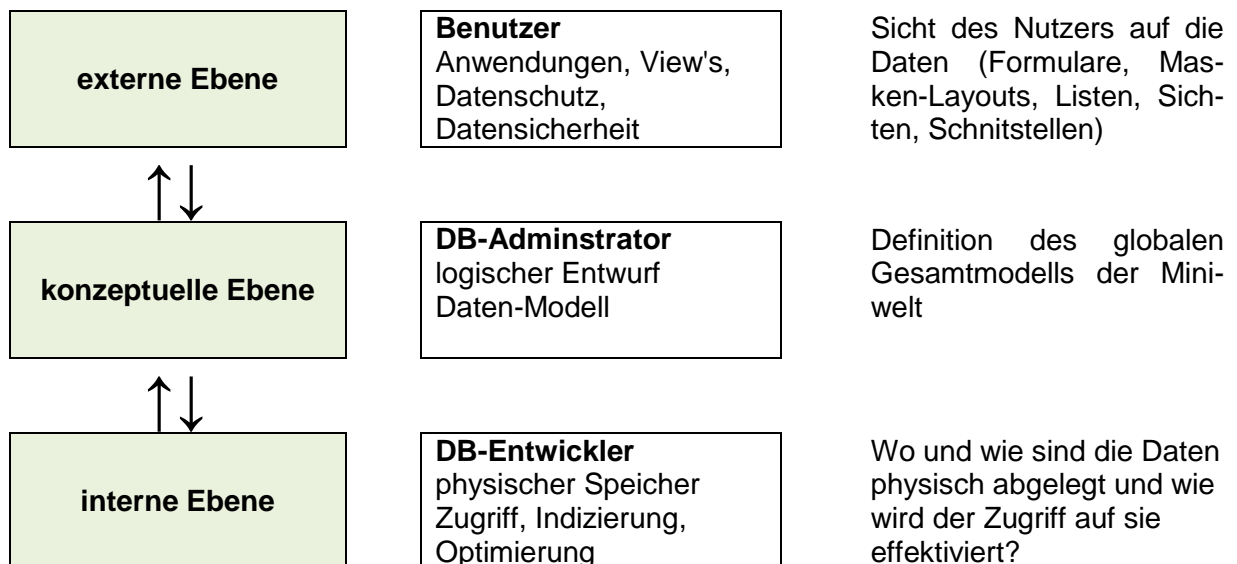 externe Ebene
Benutzer
Anwendungen, View's,
Datenschutz,
Datensicherheit
Sicht des Nutzers auf die
Daten (Formulare, Mas-
ken-Layouts, Listen, Sich-
ten, Schnitstellen)
konzeptuelle Ebene
DB-Adminstrator
logischer Entwurf
Daten-Modell
Definition des globalen
Gesamtmodells der Mini-
welt
interne Ebene
DB-Entwickler
physischer Speicher
Zugriff, Indizierung,
Optimierung
Wo und wie sind die Daten
physisch abgelegt und wie
wird der Zugriff auf sie
effektiviert?